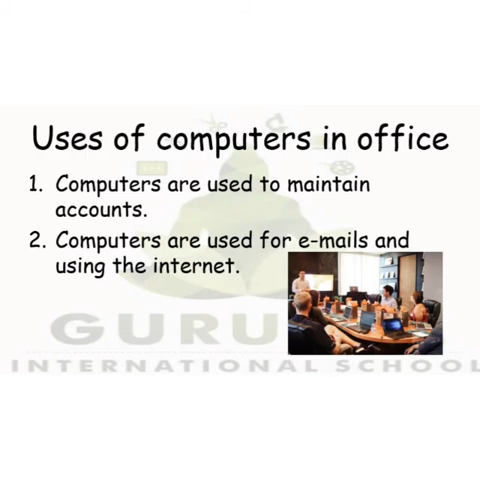 Uses of computers in office
1. Computers are used to maintain
accounts.
2. Computers are used for e-mails and
using the internet.
GURU
INTERNATIONAL SCHOOL